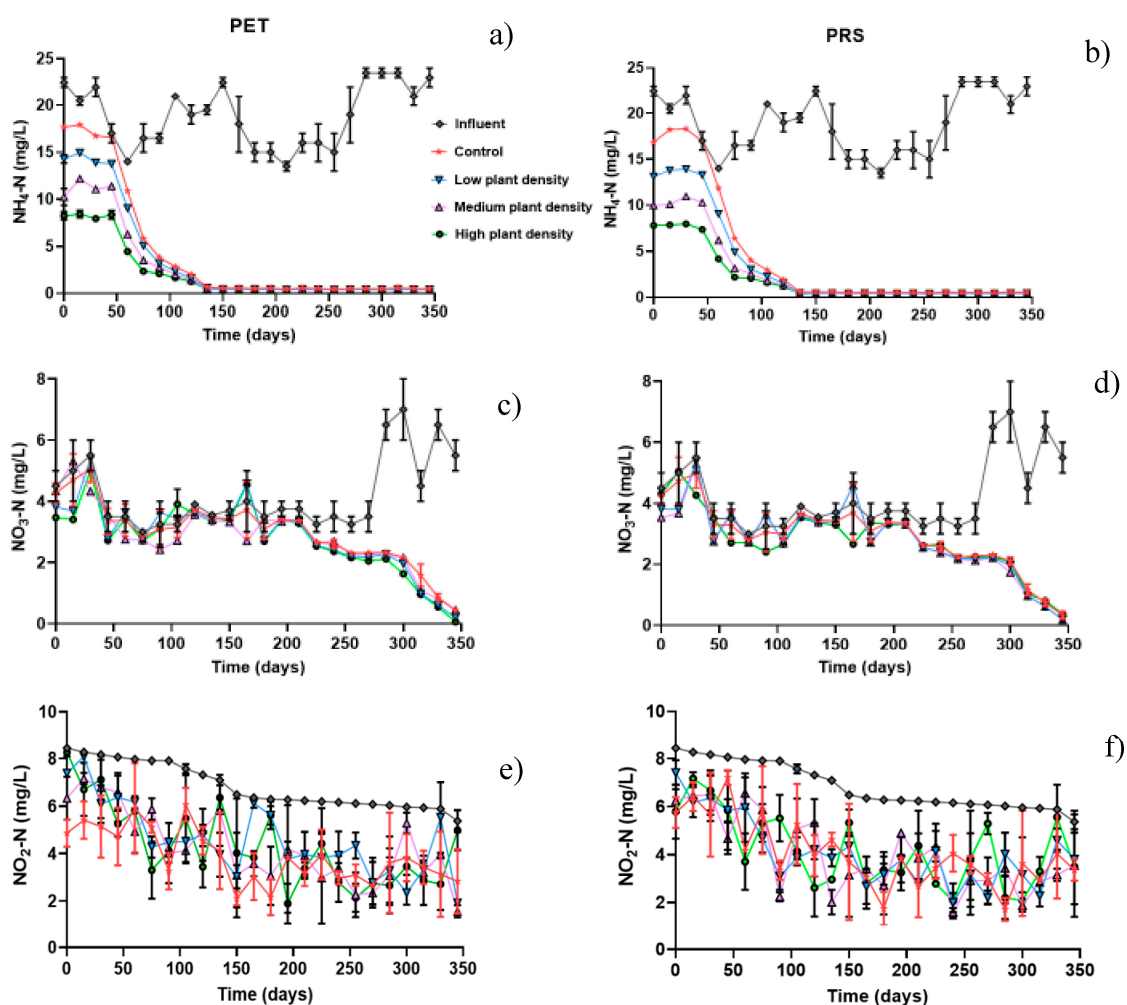 PET
a)
PRS
b)
NH₄-N (mg/L)
25
20
15
10
5
0
0 50 100 150 200 250 300 350
Time (days)
Influent
Control
Low plant density
Medium plant density
High plant density
NH₄-N (mg/L)
25
20
15
10
5
0
0 50 100 150 200 250 300 350
Time (days)
c)
NO₃-N (mg/L)
8
6
4
2
0
0 50 100 150 200 250 300 350
Time (days)
d)
NO₃-N (mg/L)
8
6
4
2
0
0 50 100 150 200 250 300 350
Time (days)
e)
NO₂-N (mg/L)
10
8
6
4
2
0
0 50 100 150 200 250 300 350
Time (days)
f)
NO₂-N (mg/L)
10
8
6
4
2
0
0 50 100 150 200 250 300 350
Time (days)